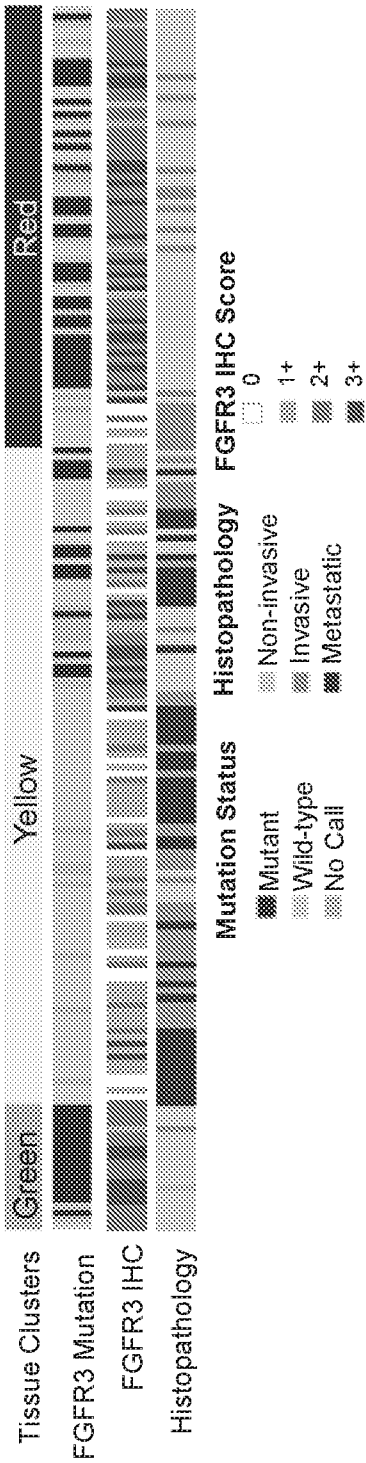 Tissue Clusters
Green
Yellow
Red
FGFR3 Mutation
FGFR3 IHC
Histopathology
Mutation Status
Mutant
Wild-type
No Call
Histopathology
Non-invasive
Invasive
Metastatic
FGFR3 IHC Score
0
1+
2+
3+